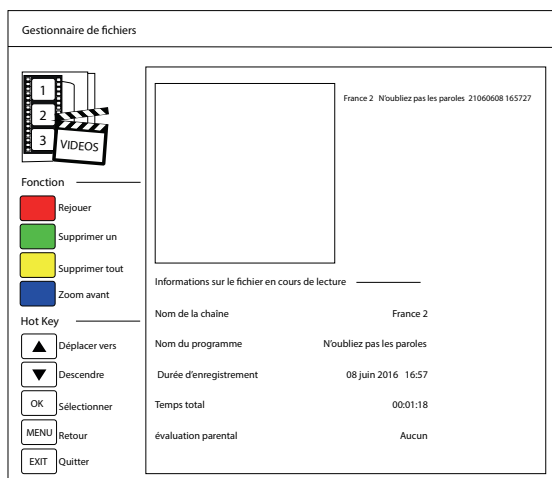 Gestionnaire de fichiers
1
2
3
VIDEOS
France 2 N'oubliez pas les paroles 21060608 165727
Fonction
Rejouer
Supprimer un
Supprimer tout
Zoom avant
Hot Key
Déplacer vers
Descendre
OK Sélectionner
MENU Retour
EXIT Quitter
Informations sur le fichier en cours de lecture
Nom de la chaîne France 2
Nom du programme N'oubliez pas les paroles
Durée d'enregistrement 08 juin 2016 16:57
Temps total 00:01:18
évaluation parental Aucun